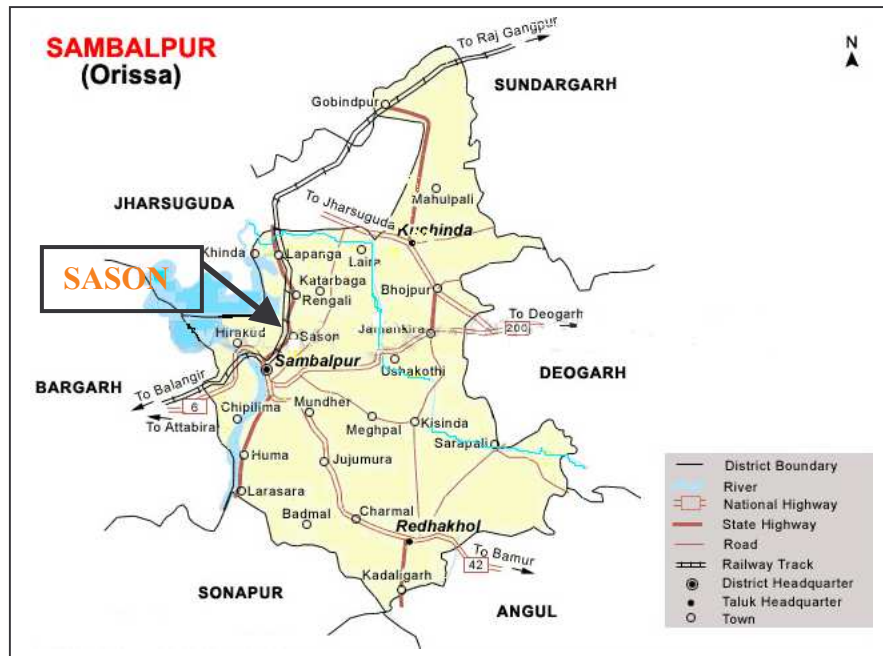 SAMBALPUR
(Orissa)
N
To Raj Gangpur
SUNDARGARH
Gobindpur
Mahulpali
JHARSUGUDA
To Jharsuguda
Kuchinda
Khinda
Lapanga
Laira
SASON
Katarbaga
Rengali
Bhojpur
To Deogarh
200
Hirakud
Sason
Jamankira
Sambalpur
Ushakothi
DEOGARH
BARGARH
To Balangir
6
To Attabira
Chipilima
Mundher
Meghpal
Kisinda
Sarapali
Huma
Jujumura
Larasara
Badmal
Charmal
Redhakhol
To Bamur
42
Kadaligarh
SONAPUR
ANGUL
District Boundary
River
National Highway
State Highway
Road
Railway Track
District Headquarter
Taluk Headquarter
Town